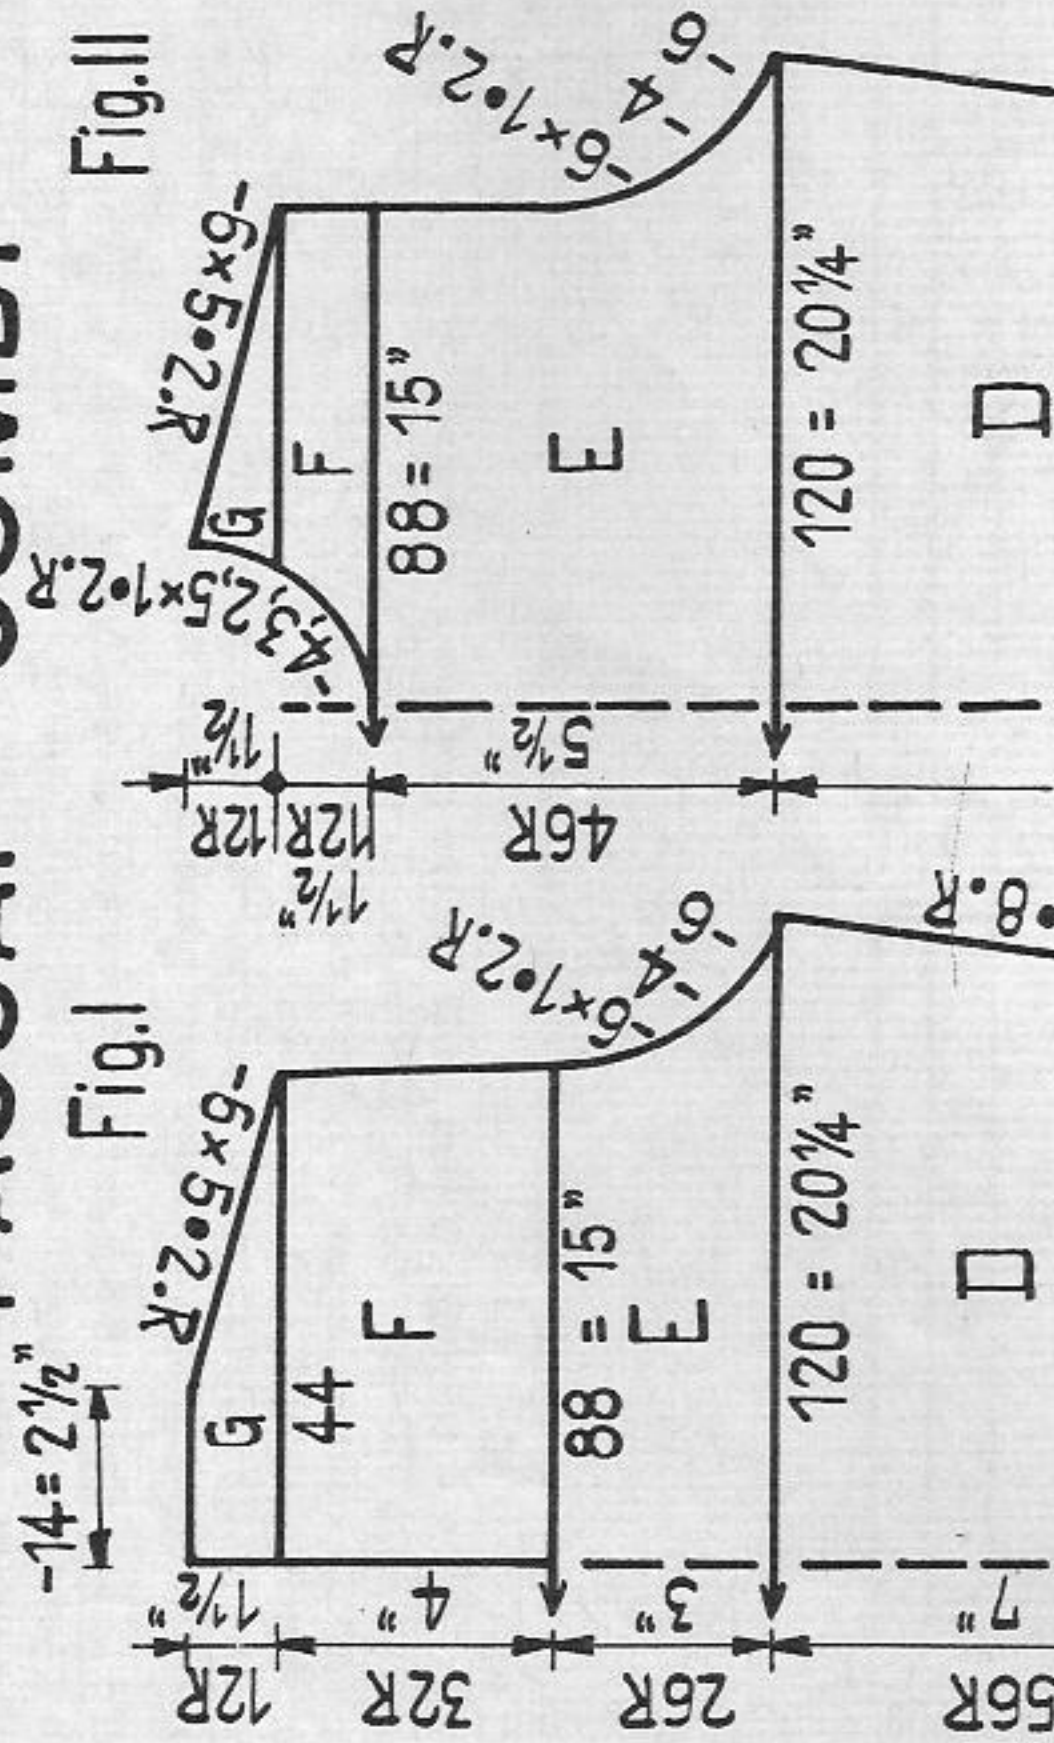 Fig.II
-6×1•2.R
-4
-6
-6×5•2.R
-4,3,2,5×1•2.R
G
F
88 = 15"
E
120 = 20¼"
D
12R
1½"
12R
1½"
46R
5½"
Fig.I
-14 = 2½"
-6×5•2.R
-6×1•2.R
-4
-6
G
44
F
88 = 15"
E
120 = 20¼"
D
•8.R
12R
1½"
32R
4"
26R
3"
56R
7"